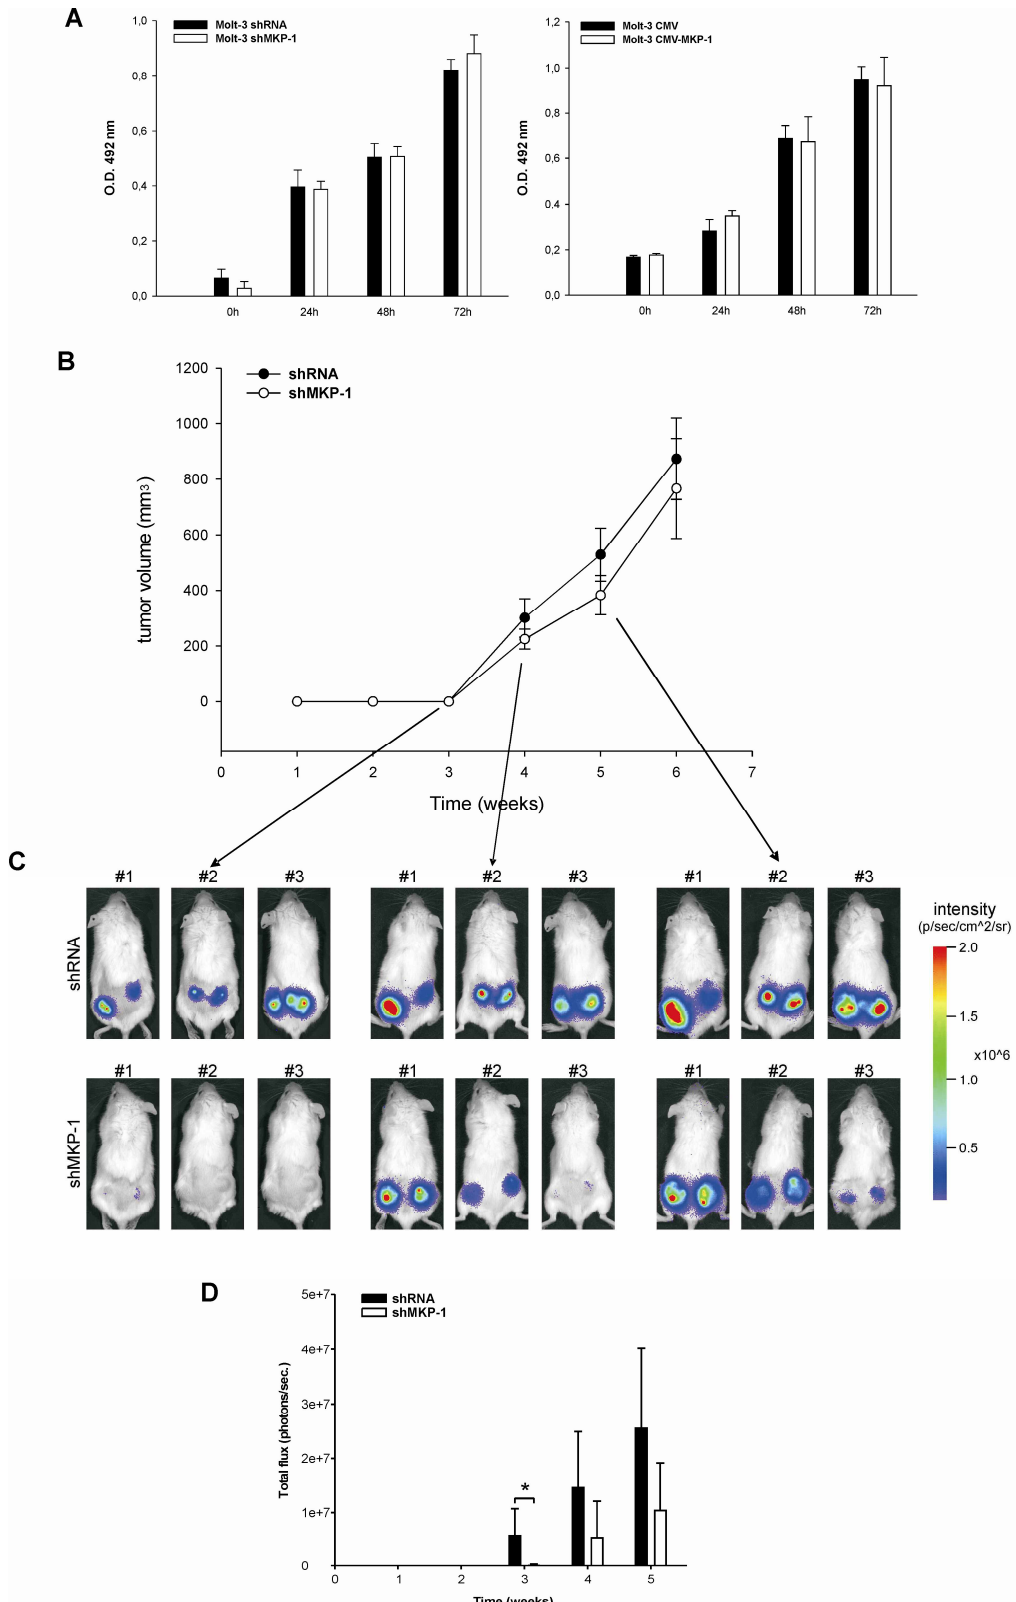 A
Molt-3 shRNA
Molt-3 shMKP-1
O.D. 492 nm
1,0
0,8
0,6
0,4
0,2
0,0
0h 24h 48h 72h
Molt-3 CMV
Molt-3 CMV-MKP-1
O.D. 492 nm
1,2
1,0
0,8
0,6
0,4
0,2
0,0
0h 24h 48h 72h
B
shRNA
shMKP-1
tumor volume (mm3)
1200
1000
800
600
400
200
0
0 1 2 3 4 5 6 7
Time (weeks)
C
#1 #2 #3 #1 #2 #3 #1 #2 #3
shRNA
#1 #2 #3 #1 #2 #3 #1 #2 #3
shMKP-1
intensity
(p/sec/cm^2/sr)
2.0
1.5
x10^6
1.0
0.5
D
shRNA
shMKP-1
Total flux (photons/sec.)
5e+7
4e+7
3e+7
2e+7
1e+7
0
*
0 1 2 3 4 5
Time (weeks)